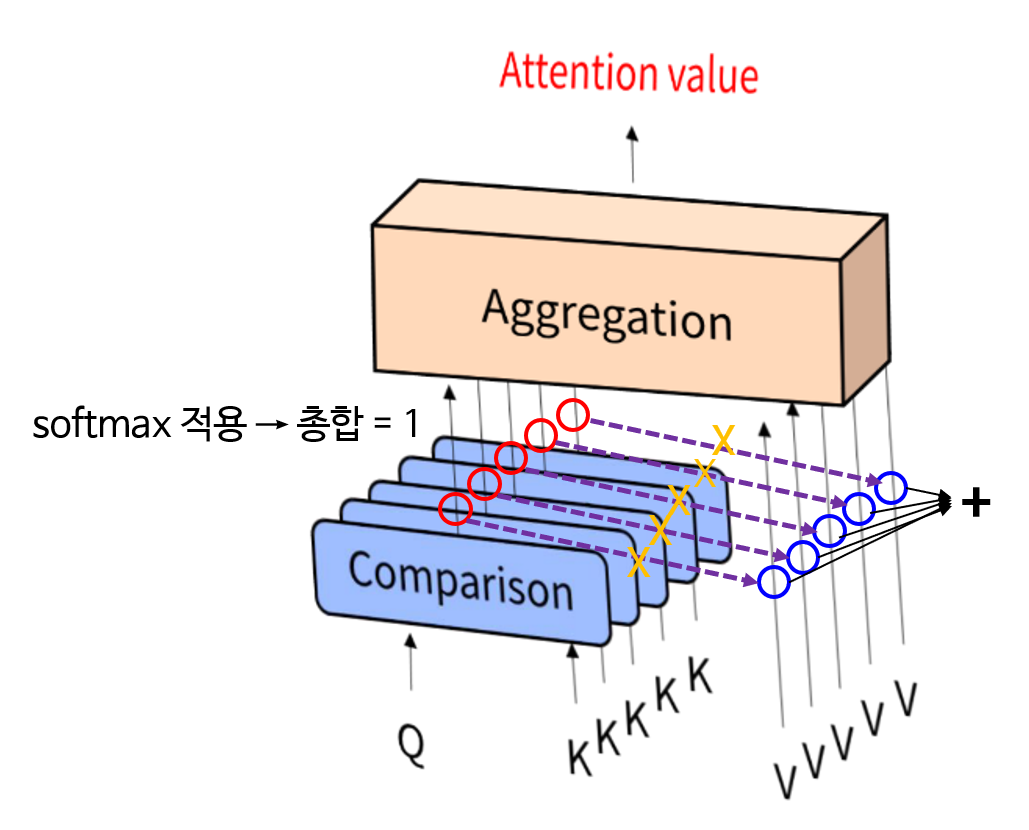 Attention value
Aggregation
softmax 적용 → 총합 = 1
X
X
X
X
X
+
Comparison
Q
K K K K K
V V V V V